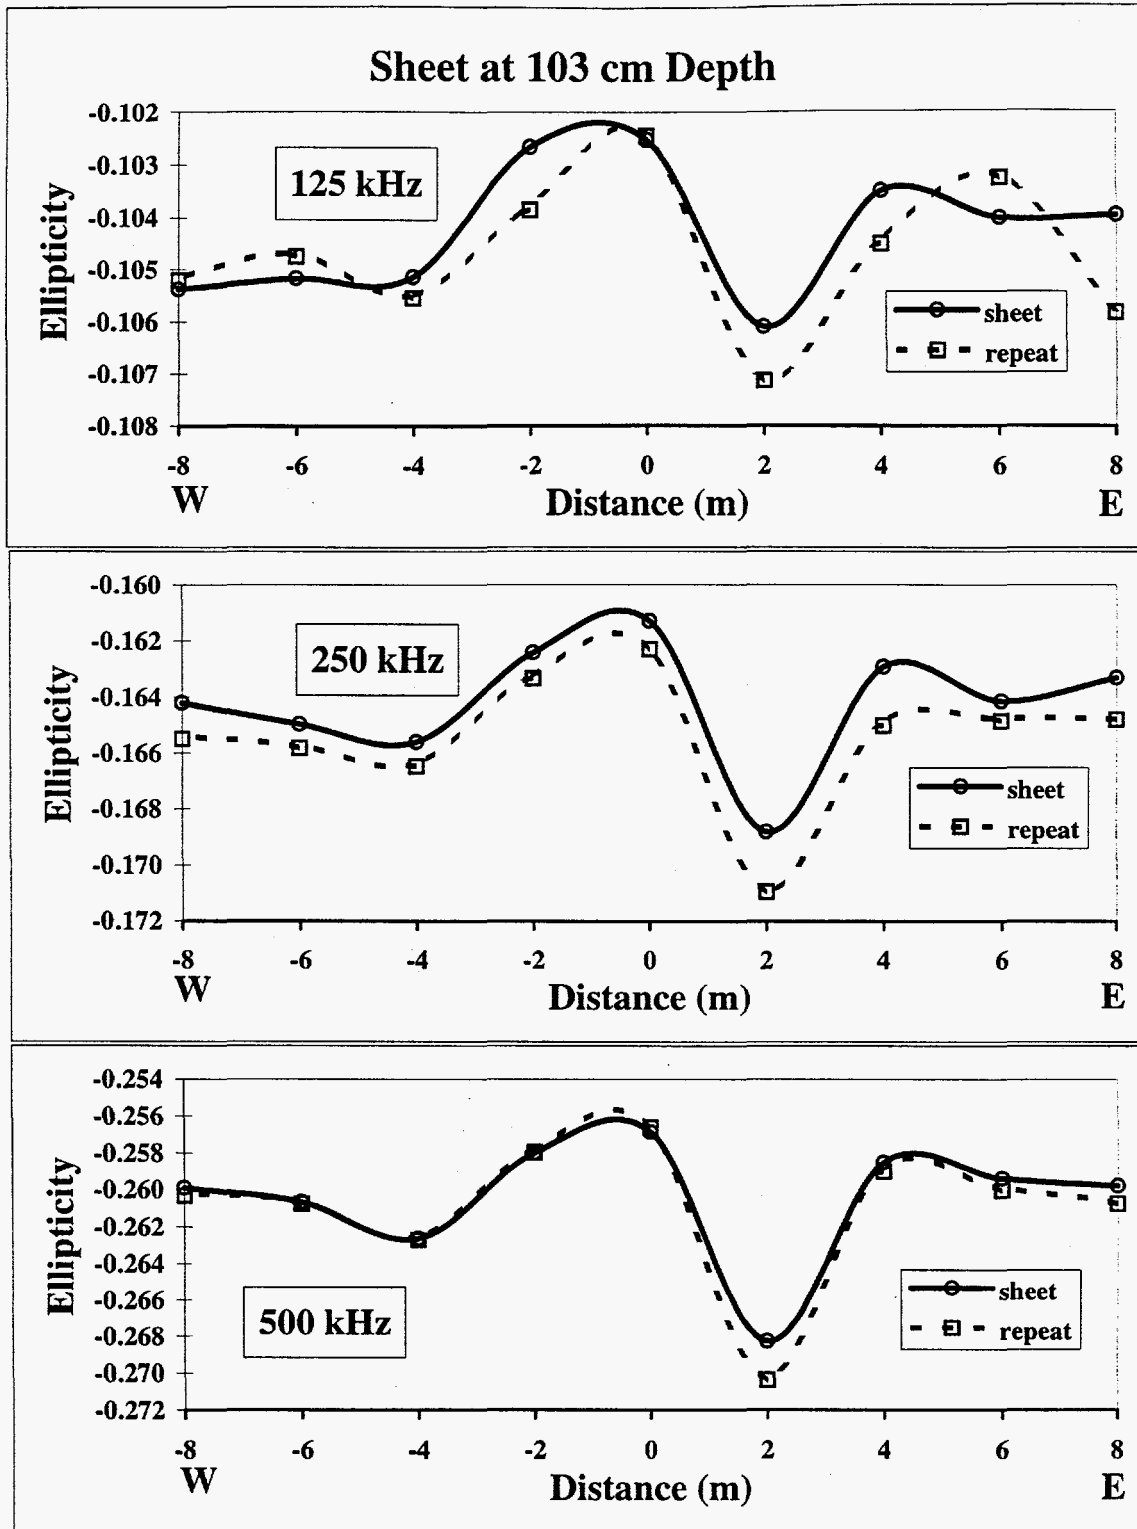 Sheet at 103 cm Depth
-0.102
-0.103
-0.104
-0.105
-0.106
-0.107
-0.108
Ellipticity
125 kHz
sheet
repeat
-8 -6 -4 -2 0 2 4 6 8
W Distance (m) E
-0.160
-0.162
-0.164
-0.166
-0.168
-0.170
-0.172
Ellipticity
250 kHz
sheet
repeat
-8 -6 -4 -2 0 2 4 6 8
W Distance (m) E
-0.254
-0.256
-0.258
-0.260
-0.262
-0.264
-0.266
-0.268
-0.270
-0.272
Ellipticity
500 kHz
sheet
repeat
-8 -6 -4 -2 0 2 4 6 8
W Distance (m) E